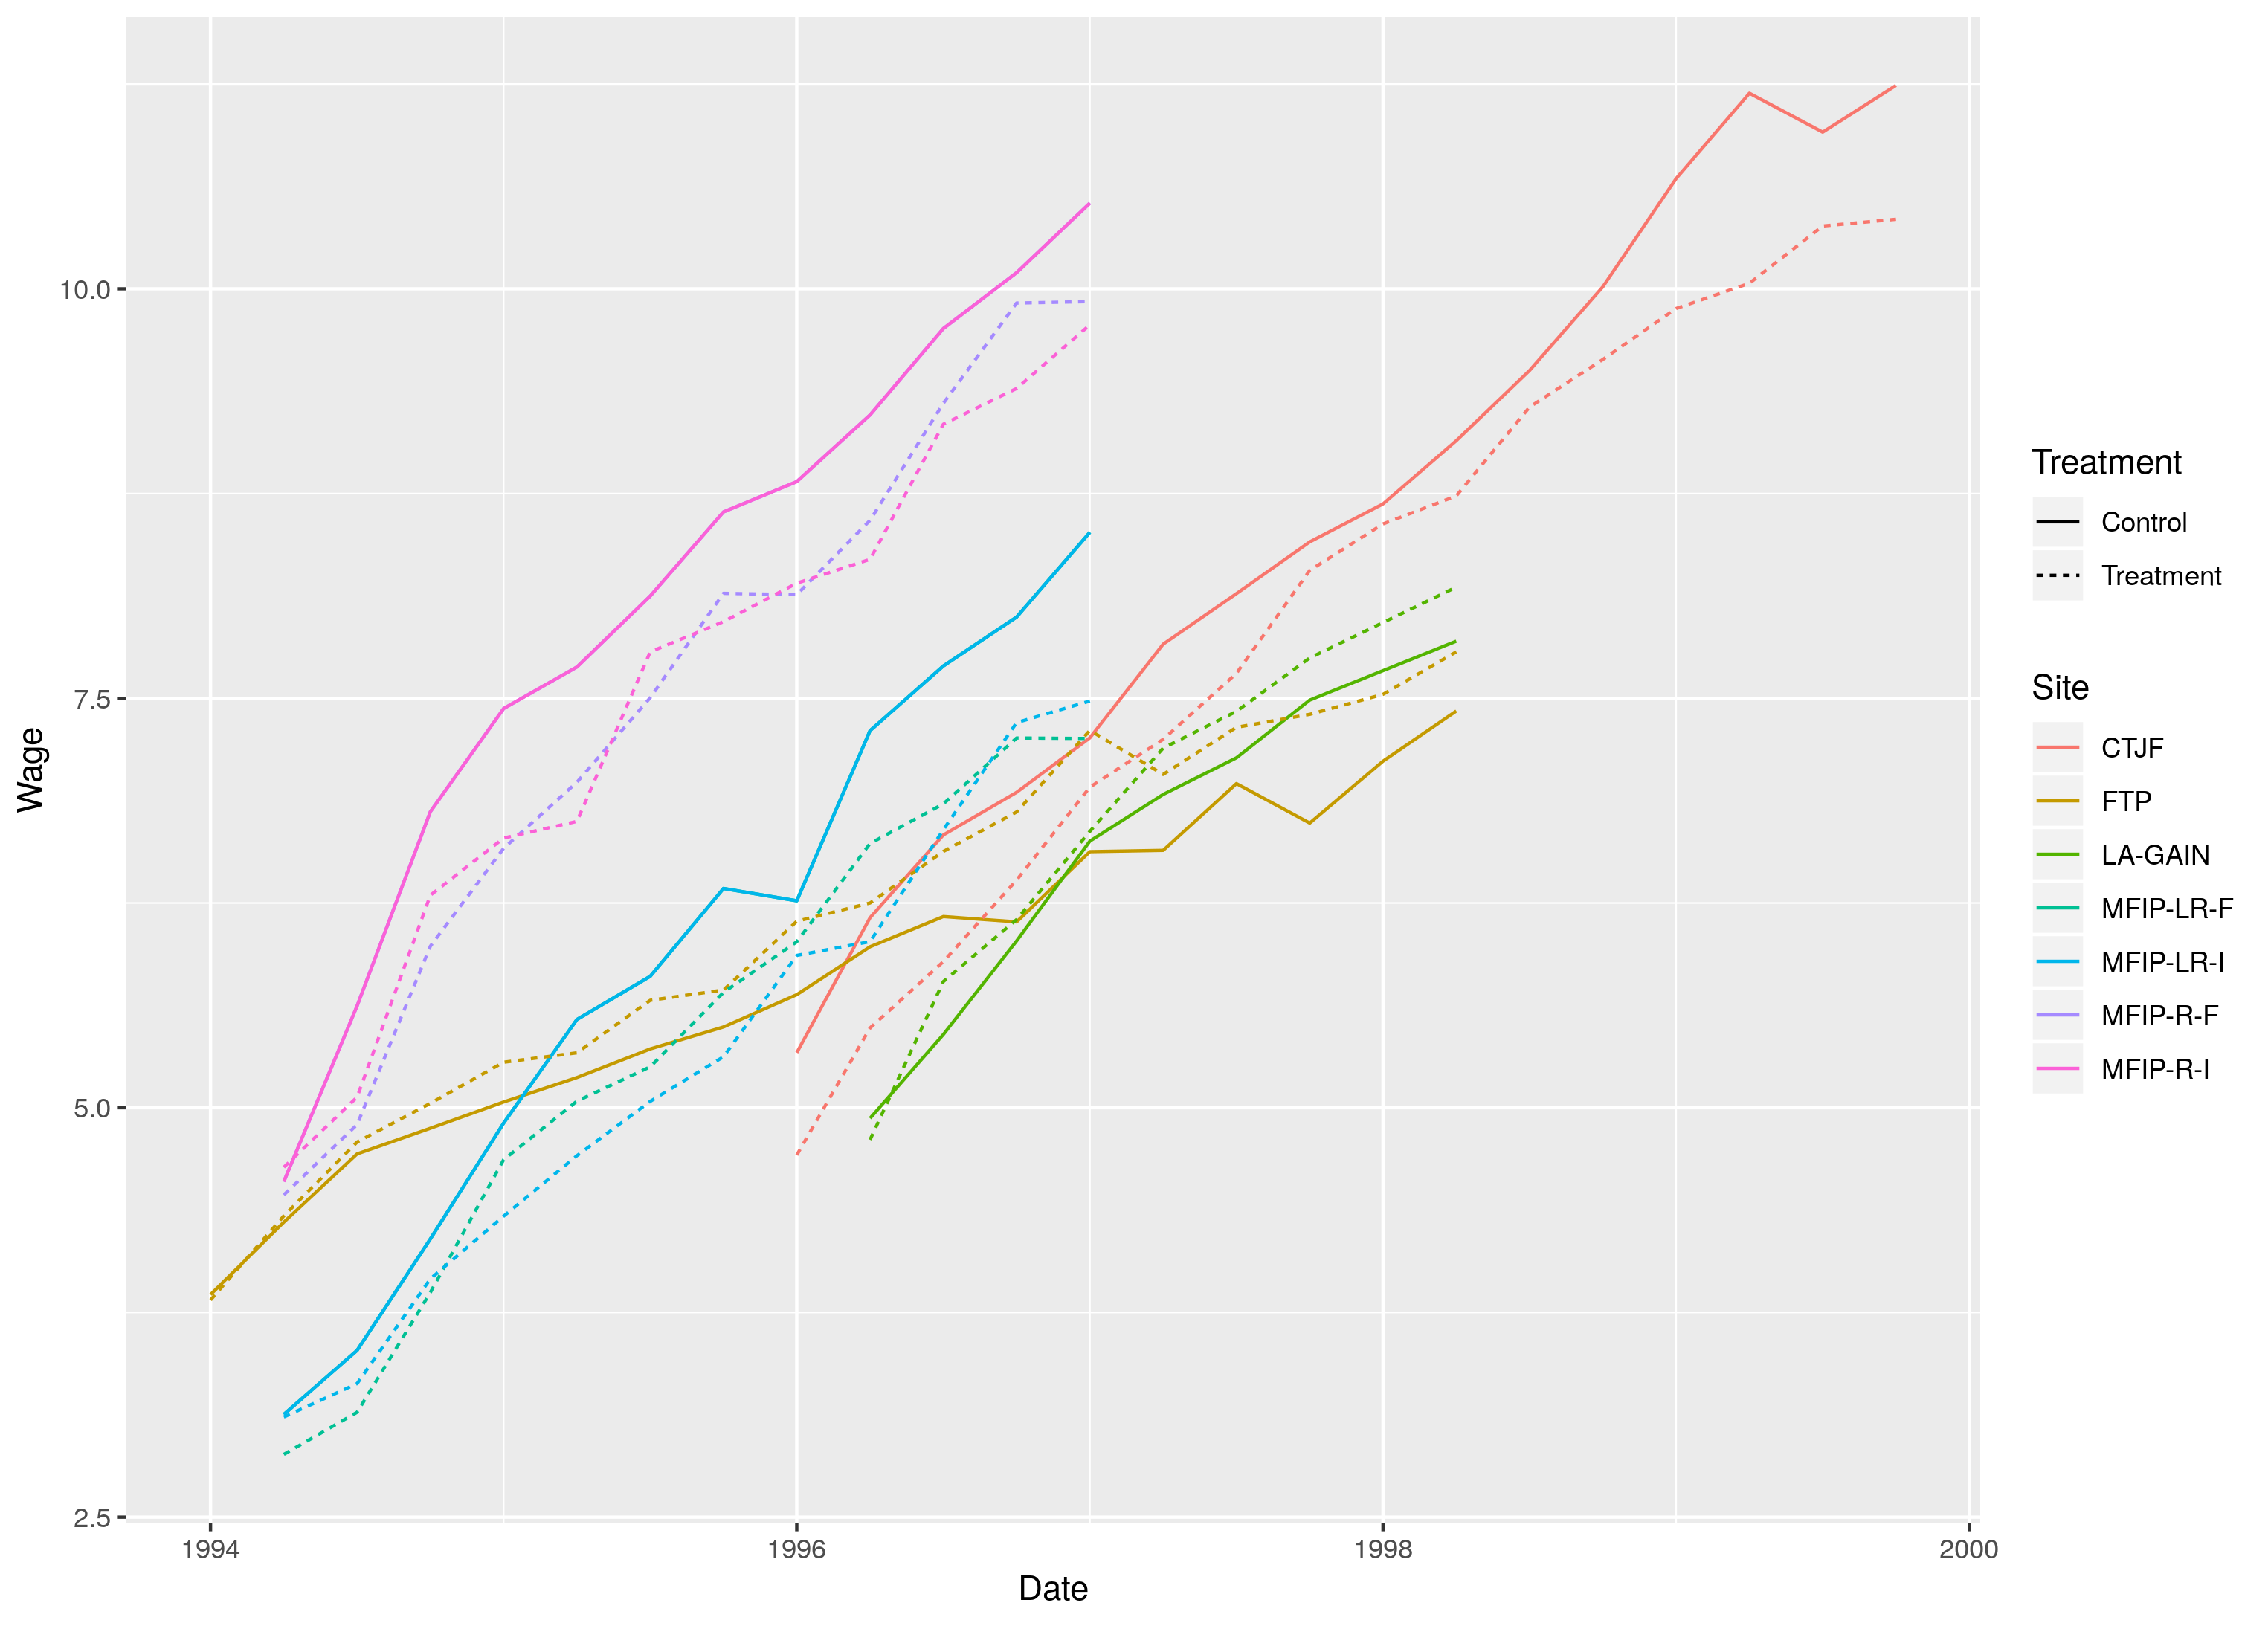 10.0
7.5
5.0
2.5
Wage
1994
1996
1998
2000
Date
Treatment
Control
Treatment
Site
CTJF
FTP
LA-GAIN
MFIP-LR-F
MFIP-LR-I
MFIP-R-F
MFIP-R-I